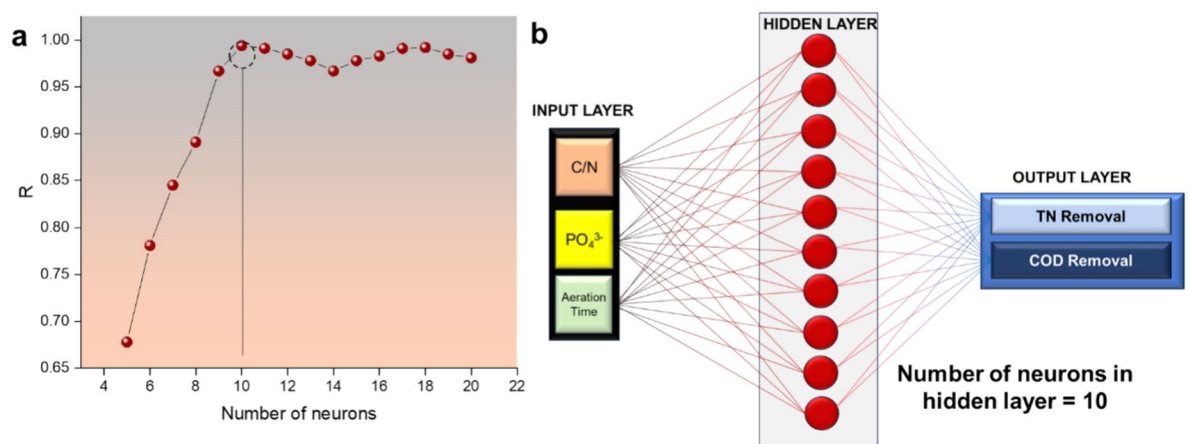 a
1.00
0.95
0.90
0.85
0.80
0.75
0.70
0.65
R
4 6 8 10 12 14 16 18 20 22
Number of neurons
b
HIDDEN LAYER
INPUT LAYER
C/N
PO₄³⁻
Aeration
Time
OUTPUT LAYER
TN Removal
COD Removal
Number of neurons in
hidden layer = 10